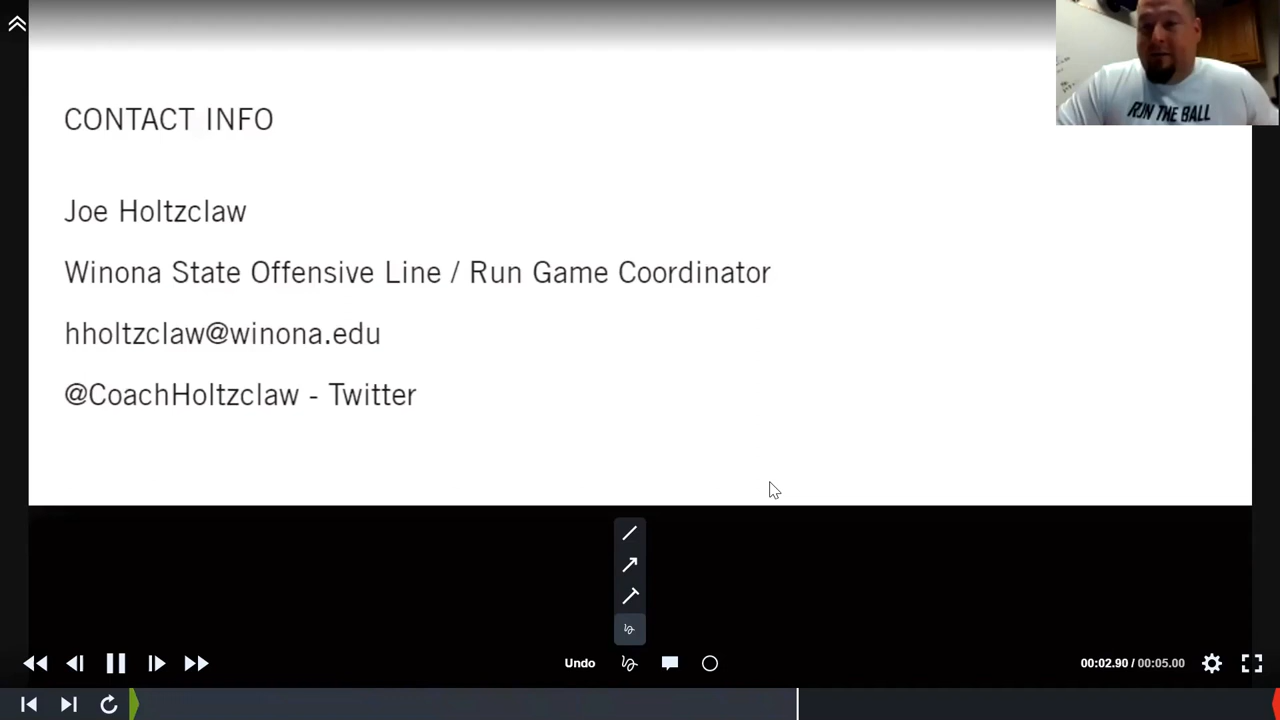 CONTACT INFO
RUN THE BALL
Joe Holtzclaw
Winona State Offensive Line / Run Game Coordinator
hholtzclaw@winona.edu
@CoachHoltzclaw - Twitter
Undo
00:02.90 / 00:05.00